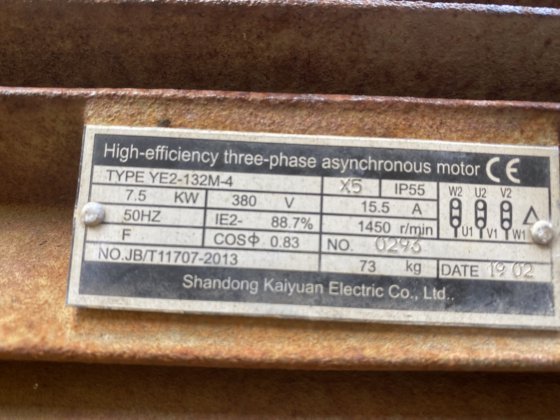 High-efficiency three-phase asynchronous motor CE
TYPE YE2-132M-4 X5 IP55 W2 U2 V2
7.5 KW 380 V 15.5 A
50HZ IE2- 88.7% 1450 r/min U1 V1 W1
F COSΦ 0.83 NO. 0293
NO.JB/T11707-2013 73 kg DATE 19 02
Shandong Kaiyuan Electric Co., Ltd..